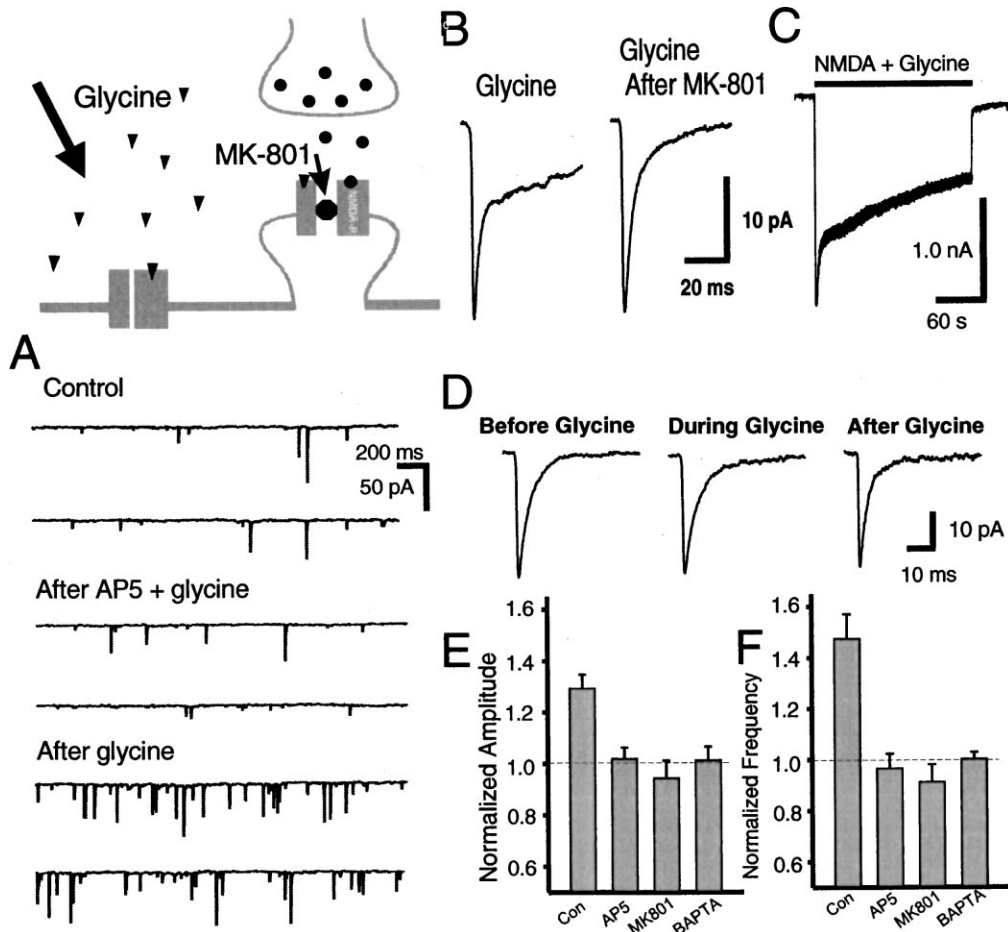 Glycine
MK-801
NMDA-R
B
Glycine
Glycine
After MK-801
10 pA
20 ms
C
NMDA + Glycine
1.0 nA
60 s
A
Control
200 ms
50 pA
After AP5 + glycine
After glycine
D
Before Glycine
During Glycine
After Glycine
10 pA
10 ms
E
Normalized Amplitude
1.6
1.4
1.2
1.0
0.8
0.6
Con
AP5
MK801
BAPTA
F
Normalized Frequency
1.6
1.4
1.2
1.0
0.8
0.6
Con
AP5
MK801
BAPTA